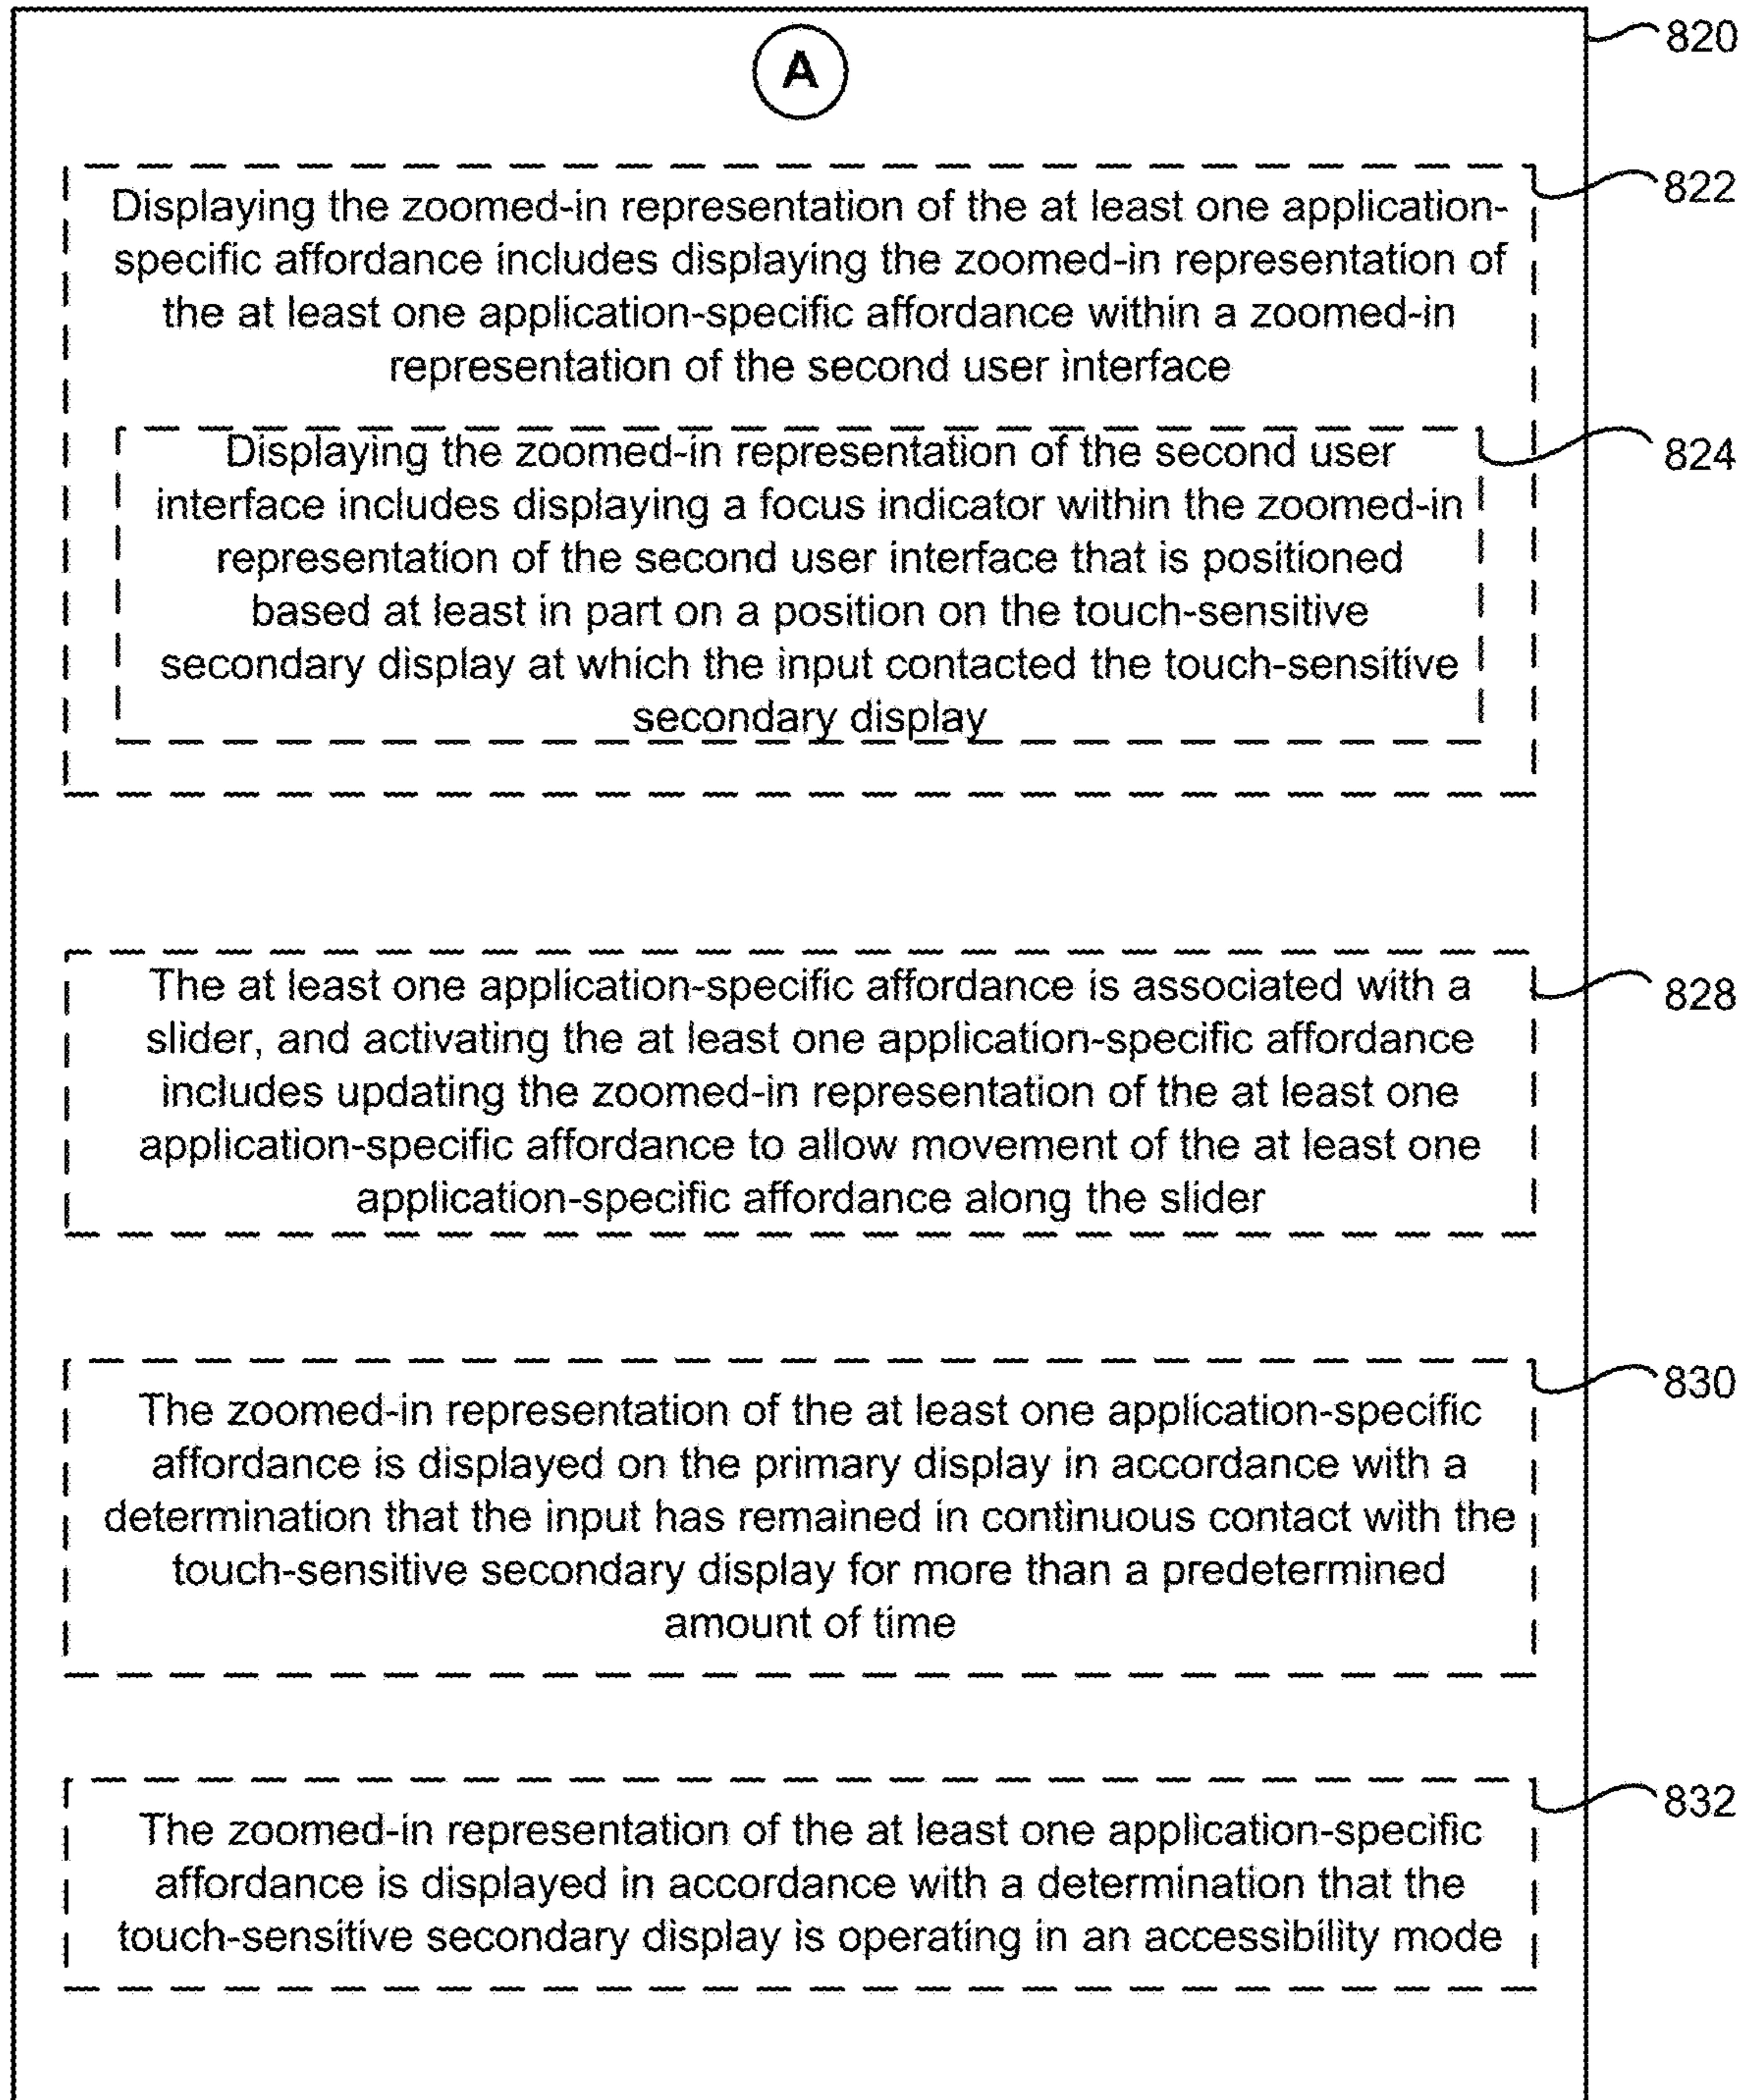 A
820
822
Displaying the zoomed-in representation of the at least one application-
specific affordance includes displaying the zoomed-in representation of
the at least one application-specific affordance within a zoomed-in
representation of the second user interface
824
Displaying the zoomed-in representation of the second user
interface includes displaying a focus indicator within the zoomed-in
representation of the second user interface that is positioned
based at least in part on a position on the touch-sensitive
secondary display at which the input contacted the touch-sensitive
secondary display
828
The at least one application-specific affordance is associated with a
slider, and activating the at least one application-specific affordance
includes updating the zoomed-in representation of the at least one
application-specific affordance to allow movement of the at least one
application-specific affordance along the slider
830
The zoomed-in representation of the at least one application-specific
affordance is displayed on the primary display in accordance with a
determination that the input has remained in continuous contact with the
touch-sensitive secondary display for more than a predetermined
amount of time
832
The zoomed-in representation of the at least one application-specific
affordance is displayed in accordance with a determination that the
touch-sensitive secondary display is operating in an accessibility mode